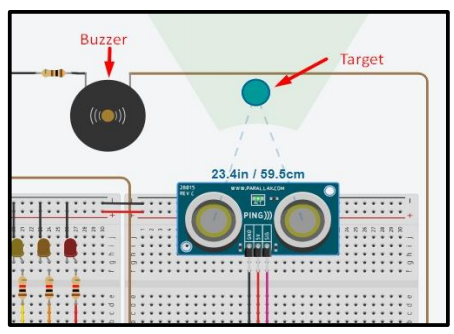 Buzzer
Target
23.4in / 59.5cm
28015
REV C
WWW.PARALLAX.COM
PING)))
GND
5V
SIG